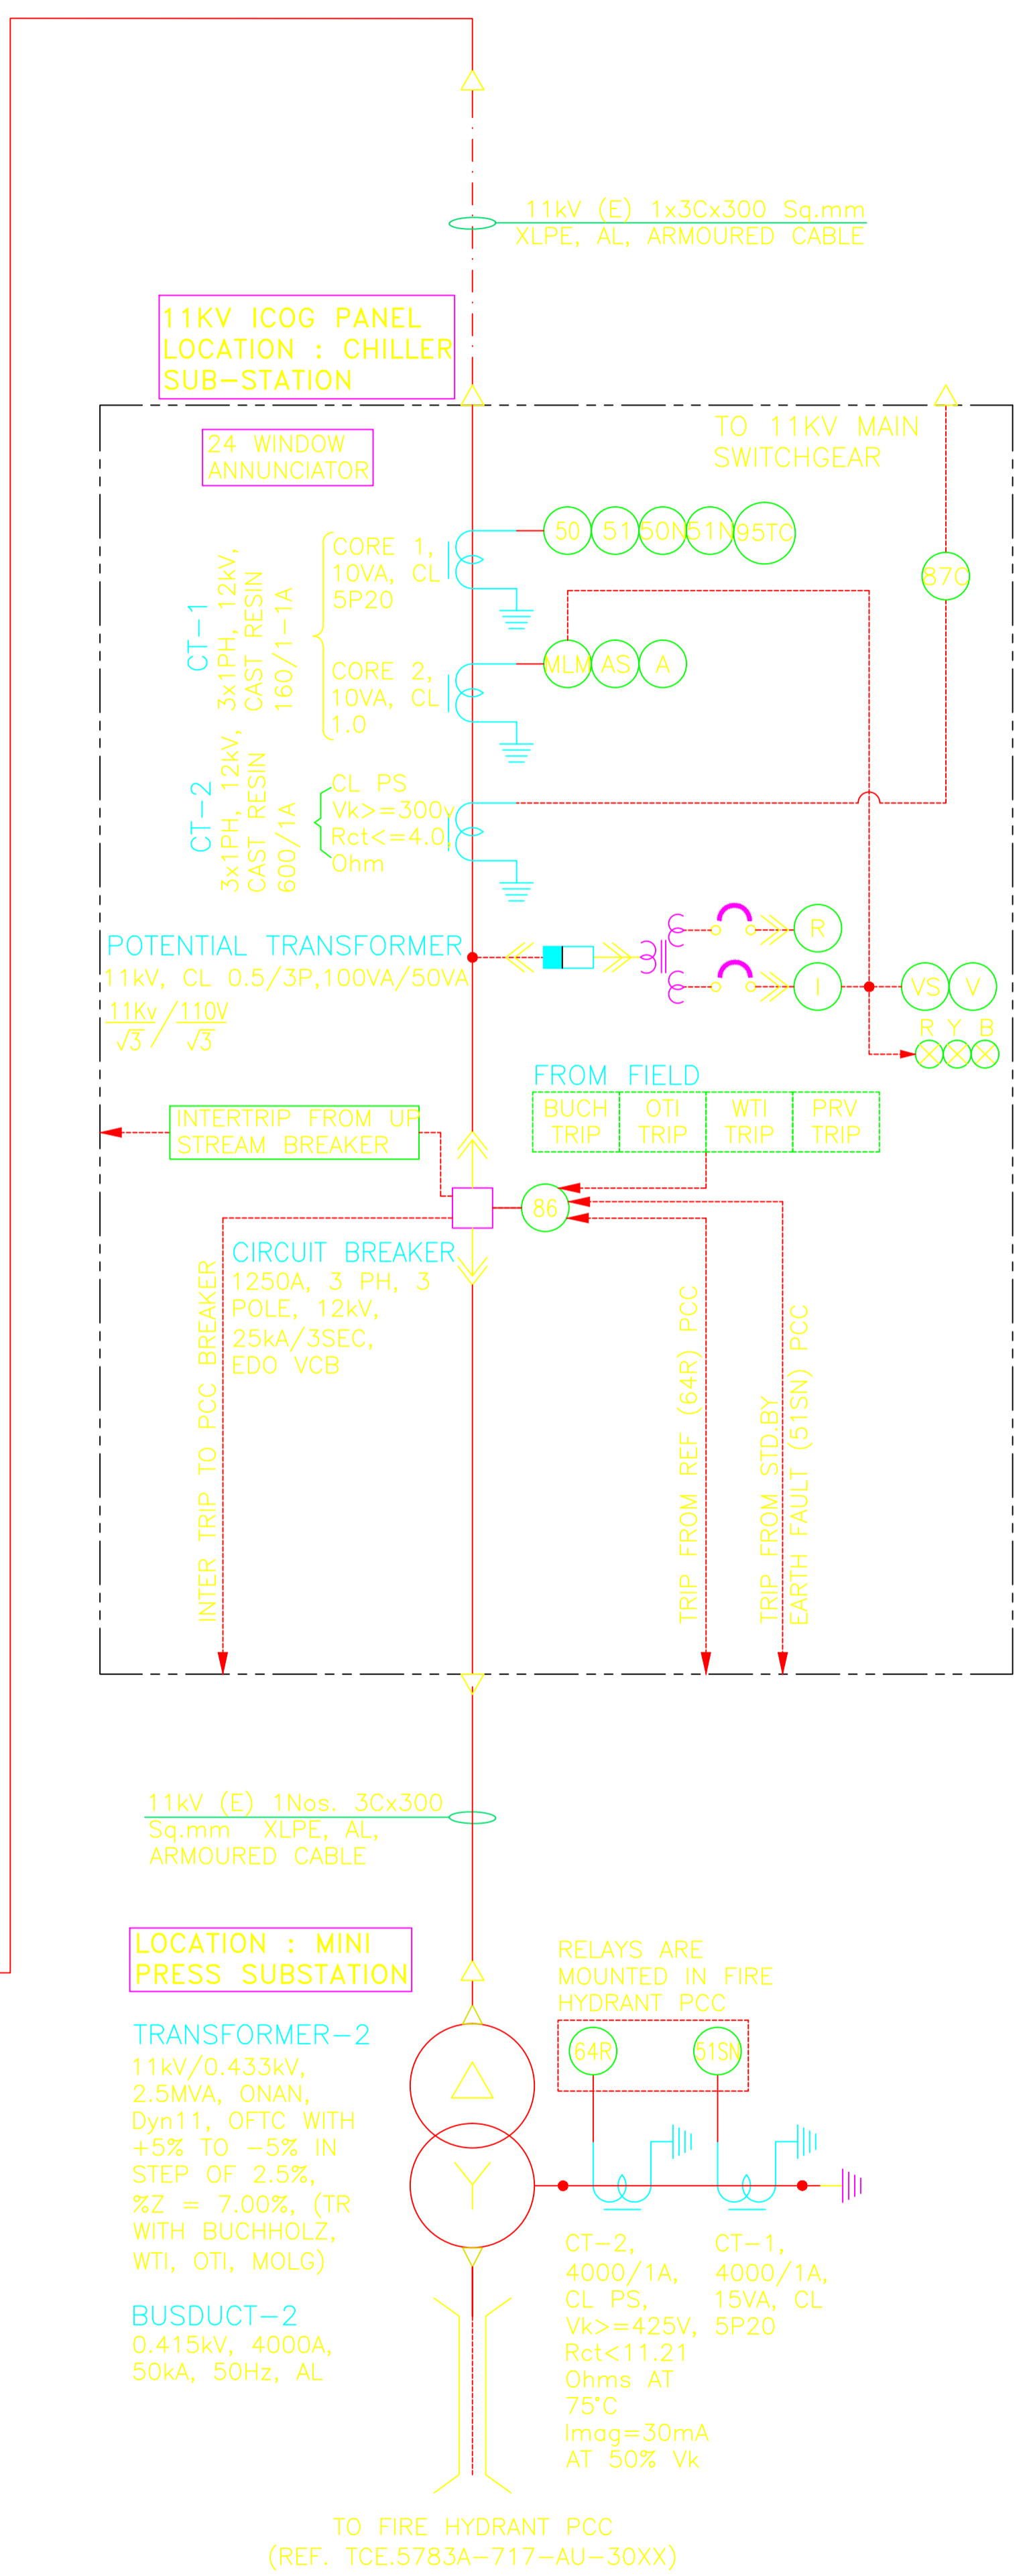 11kV (E) 1x3Cx300 Sq.mm
XLPE, AL, ARMOURED CABLE
11KV ICOG PANEL
LOCATION : CHILLER
SUB-STATION
24 WINDOW
ANNUNCIATOR
TO 11KV MAIN
SWITCHGEAR
CT-1
3x1PH, 12kV,
CAST RESIN
160/1-1A
CORE 1,
10VA, CL
5P20
50
51
50N
51N
95TC
87C
CORE 2,
10VA, CL
1.0
MLM
AS
A
CT-2
3x1PH, 12kV,
CAST RESIN
600/1A
CL PS
Vk>=300v
Rct<=4.0
Ohm
POTENTIAL TRANSFORMER
11kV, CL 0.5/3P,100VA/50VA
11Kv/110V
√3/√3
R
I
VS
V
R Y B
FROM FIELD
BUCH
TRIP
OTI
TRIP
WTI
TRIP
PRV
TRIP
INTERTRIP FROM UP
STREAM BREAKER
86
CIRCUIT BREAKER
1250A, 3 PH, 3
POLE, 12kV,
25kA/3SEC,
EDO VCB
INTER TRIP TO PCC BREAKER
TRIP FROM REF (64R) PCC
TRIP FROM STD.BY
EARTH FAULT (51SN) PCC
11kV (E) 1Nos. 3Cx300
Sq.mm XLPE, AL,
ARMOURED CABLE
LOCATION : MINI
PRESS SUBSTATION
RELAYS ARE
MOUNTED IN FIRE
HYDRANT PCC
64R
51SN
TRANSFORMER-2
11kV/0.433kV,
2.5MVA, ONAN,
Dyn11, OFTC WITH
+5% TO -5% IN
STEP OF 2.5%,
%Z = 7.00%, (TR
WITH BUCHHOLZ,
WTI, OTI, MOLG)
CT-2,
4000/1A,
CL PS,
Vk>=425V,
Rct<11.21
Ohms AT
75°C
Imag=30mA
AT 50% Vk
CT-1,
4000/1A,
15VA, CL
5P20
BUSDUCT-2
0.415kV, 4000A,
50kA, 50Hz, AL
TO FIRE HYDRANT PCC
(REF. TCE.5783A-717-AU-30XX)